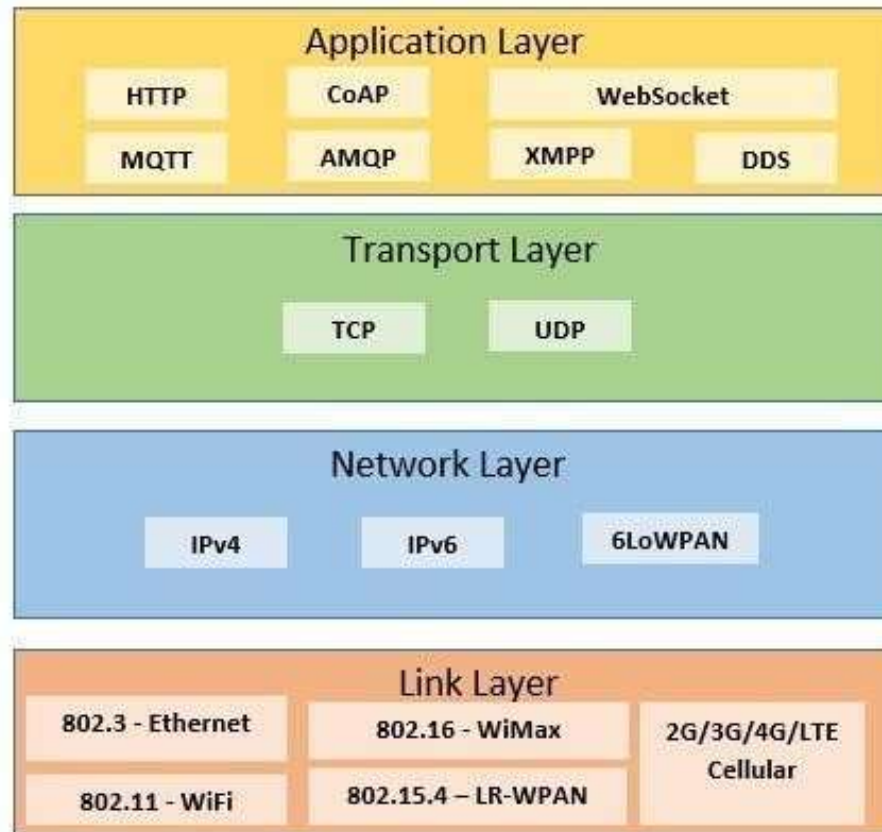 Application Layer
HTTP
CoAP
WebSocket
MQTT
AMQP
XMPP
DDS
Transport Layer
TCP
UDP
Network Layer
IPv4
IPv6
6LoWPAN
Link Layer
802.3 - Ethernet
802.16 - WiMax
2G/3G/4G/LTE
Cellular
802.11 - WiFi
802.15.4 – LR-WPAN